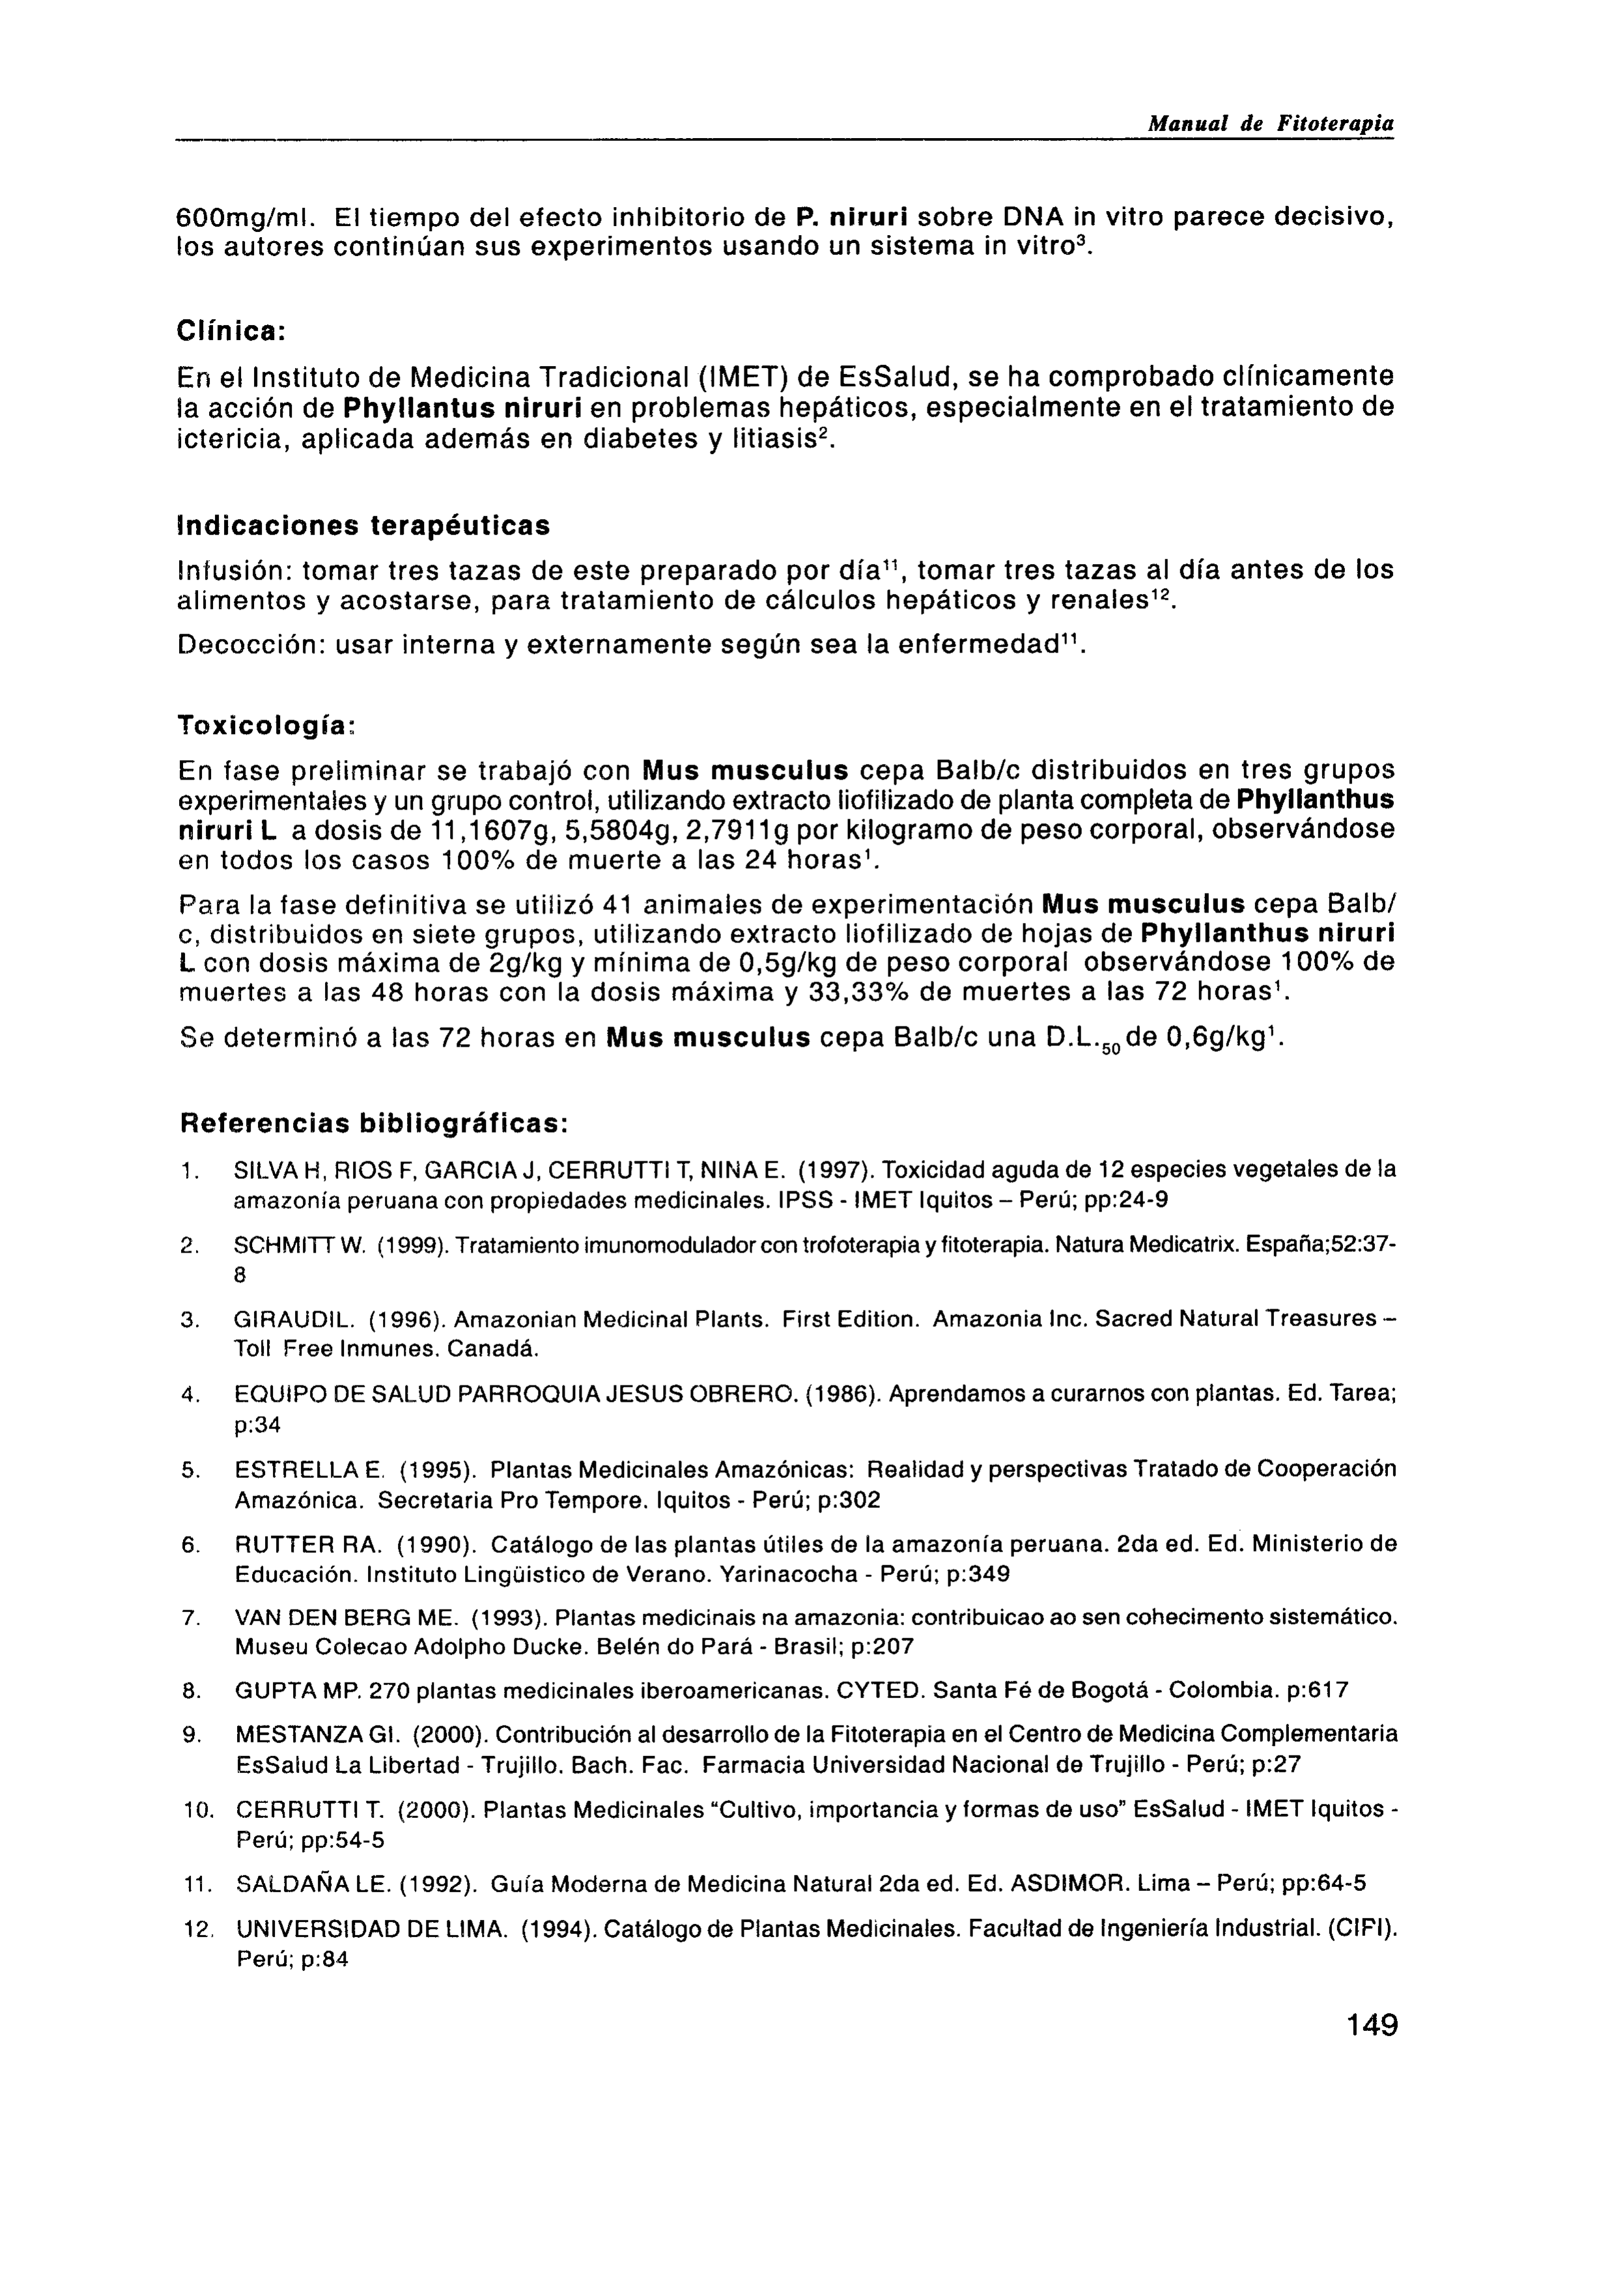 Manual de Fitoterapia
600mg/ml. El tiempo del efecto inhibitorio de P. niruri sobre DNA in vitro parece decisivo,
los autores continúan sus experimentos usando un sistema in vitro³.
Clínica:
En el Instituto de Medicina Tradicional (IMET) de EsSalud, se ha comprobado clínicamente
la acción de Phyllantus niruri en problemas hepáticos, especialmente en el tratamiento de
ictericia, aplicada además en diabetes y litiasis².
Indicaciones terapéuticas
Infusión: tomar tres tazas de este preparado por día¹¹, tomar tres tazas al día antes de los
alimentos y acostarse, para tratamiento de cálculos hepáticos y renales¹².
Decocción: usar interna y externamente según sea la enfermedad¹¹.
Toxicología:
En fase preliminar se trabajó con Mus musculus cepa Balb/c distribuidos en tres grupos
experimentales y un grupo control, utilizando extracto liofilizado de planta completa de Phyllanthus
niruri L a dosis de 11,1607g, 5,5804g, 2,7911g por kilogramo de peso corporal, observándose
en todos los casos 100% de muerte a las 24 horas¹.
Para la fase definitiva se utilizó 41 animales de experimentación Mus musculus cepa Balb/
c, distribuidos en siete grupos, utilizando extracto liofilizado de hojas de Phyllanthus niruri
L con dosis máxima de 2g/kg y mínima de 0,5g/kg de peso corporal observándose 100% de
muertes a las 48 horas con la dosis máxima y 33,33% de muertes a las 72 horas¹.
Se determinó a las 72 horas en Mus musculus cepa Balb/c una D.L.₅₀ de 0,6g/kg¹.
Referencias bibliográficas:
1. SILVA H, RIOS F, GARCIA J, CERRUTTI T, NINA E. (1997). Toxicidad aguda de 12 especies vegetales de la
amazonía peruana con propiedades medicinales. IPSS - IMET Iquitos – Perú; pp:24-9
2. SCHMITT W. (1999). Tratamiento imunomodulador con trofoterapia y fitoterapia. Natura Medicatrix. España;52:37-
8
3. GIRAUDIL. (1996). Amazonian Medicinal Plants. First Edition. Amazonia Inc. Sacred Natural Treasures –
Toll Free Inmunes. Canadá.
4. EQUIPO DE SALUD PARROQUIA JESUS OBRERO. (1986). Aprendamos a curarnos con plantas. Ed. Tarea;
p:34
5. ESTRELLA E. (1995). Plantas Medicinales Amazónicas: Realidad y perspectivas Tratado de Cooperación
Amazónica. Secretaria Pro Tempore. Iquitos - Perú; p:302
6. RUTTER RA. (1990). Catálogo de las plantas útiles de la amazonía peruana. 2da ed. Ed. Ministerio de
Educación. Instituto Lingüistico de Verano. Yarinacocha - Perú; p:349
7. VAN DEN BERG ME. (1993). Plantas medicinais na amazonia: contribuicao ao sen cohecimento sistemático.
Museu Colecao Adolpho Ducke. Belén do Pará - Brasil; p:207
8. GUPTA MP. 270 plantas medicinales iberoamericanas. CYTED. Santa Fé de Bogotá - Colombia. p:617
9. MESTANZA GI. (2000). Contribución al desarrollo de la Fitoterapia en el Centro de Medicina Complementaria
EsSalud La Libertad - Trujillo. Bach. Fac. Farmacia Universidad Nacional de Trujillo - Perú; p:27
10. CERRUTTI T. (2000). Plantas Medicinales "Cultivo, importancia y formas de uso" EsSalud - IMET Iquitos -
Perú; pp:54-5
11. SALDAÑA LE. (1992). Guía Moderna de Medicina Natural 2da ed. Ed. ASDIMOR. Lima – Perú; pp:64-5
12. UNIVERSIDAD DE LIMA. (1994). Catálogo de Plantas Medicinales. Facultad de Ingeniería Industrial. (CIFI).
Perú; p:84
149